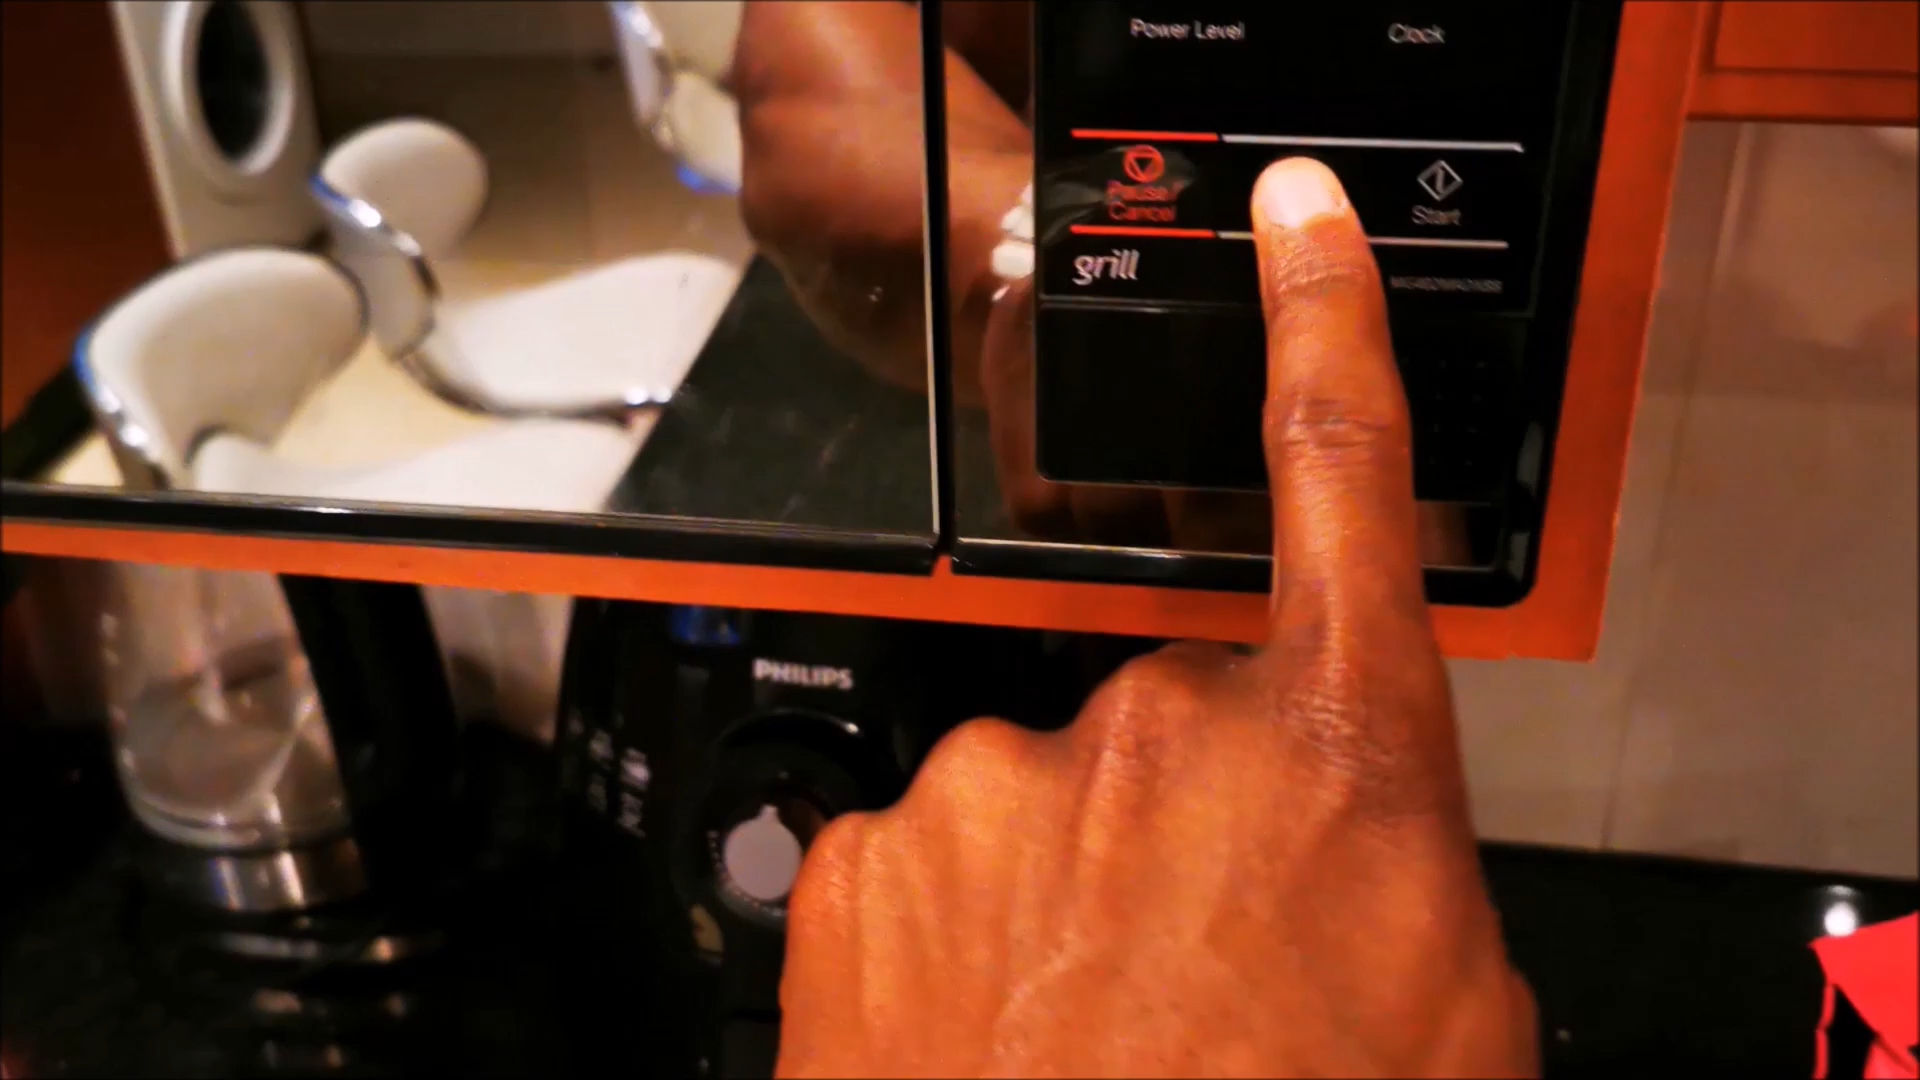 Power Level
Clock
Pause/
Cancel
Start
grill
PHILIPS